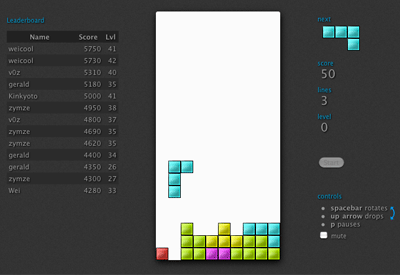 Leaderboard
Name Score Lvl
weicool 5750 41
weicool 5730 42
v0z 5310 40
gerald 5180 35
Kinkyoto 5000 41
zymze 4950 38
v0z 4800 37
zymze 4690 35
zymze 4620 35
gerald 4400 34
gerald 4350 26
zymze 4300 27
Wei 4280 33
next
score
50
lines
3
level
0
controls
spacebar rotates
up arrow drops
p pauses
mute